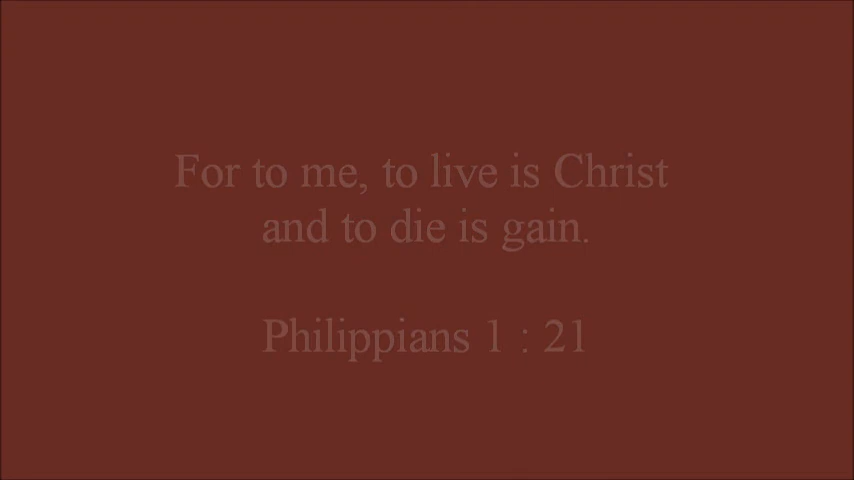 For to me, to live is Christ
and to die is gain.
Philippians 1 : 21